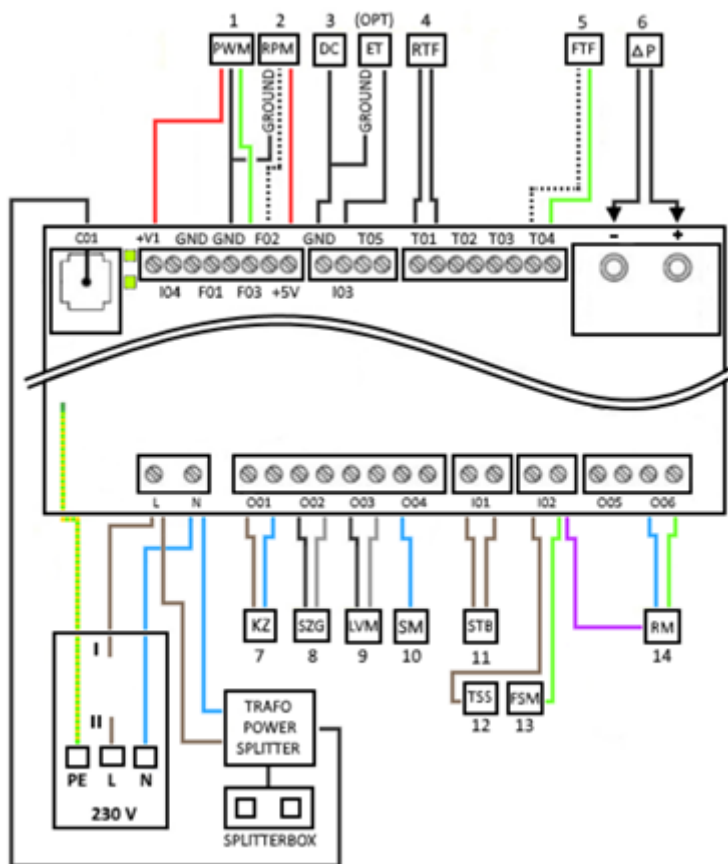 1 2 3 (OPT) 4 5 6
PWM RPM DC ET RTF FTF ΔP
GROUND GROUND
C01 +V1 GND GND F02 GND T05 T01 T02 T03 T04 - +
I04 F01 F03 +5V I03
L N O01 O02 O03 O04 I01 I02 O05 O06
KZ SZG LVM SM STB RM
7 8 9 10 11 14
TSS FSM
12 13
I
II
TRAFO
POWER
SPLITTER
PE L N
230 V
SPLITTERBOX